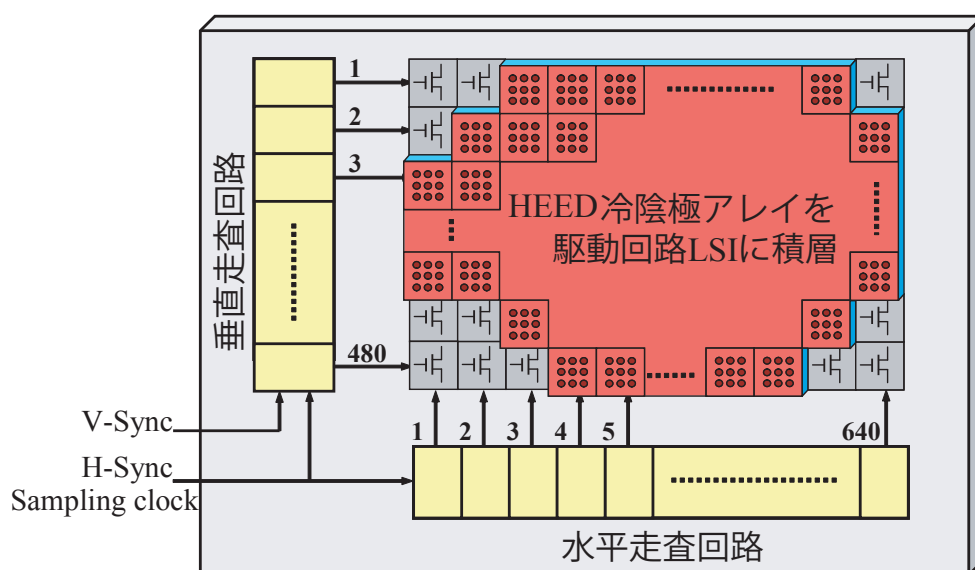 1
2
3
480
垂直走査回路
HEED冷陰極アレイを
駆動回路LSIに積層
V-Sync
H-Sync
Sampling clock
1 2 3 4 5 640
水平走査回路